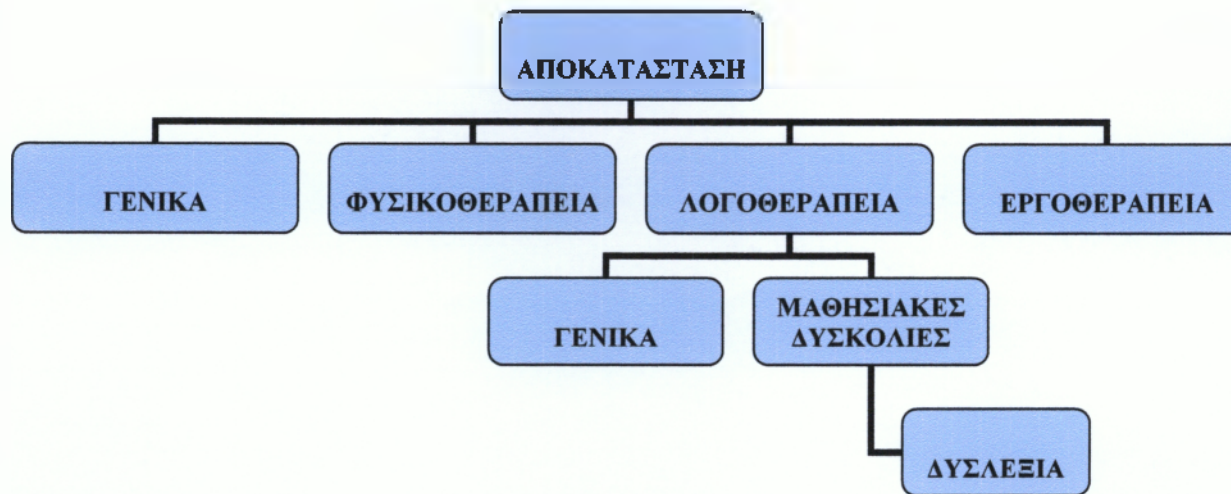 ΑΠΟΚΑΤΑΣΤΑΣΗ
ΓΕΝΙΚΑ
ΦΥΣΙΚΟΘΕΡΑΠΕΙΑ
ΛΟΓΟΘΕΡΑΠΕΙΑ
ΕΡΓΟΘΕΡΑΠΕΙΑ
ΓΕΝΙΚΑ
ΜΑΘΗΣΙΑΚΕΣ
ΔΥΣΚΟΛΙΕΣ
ΔΥΣΛΕΞΙΑ